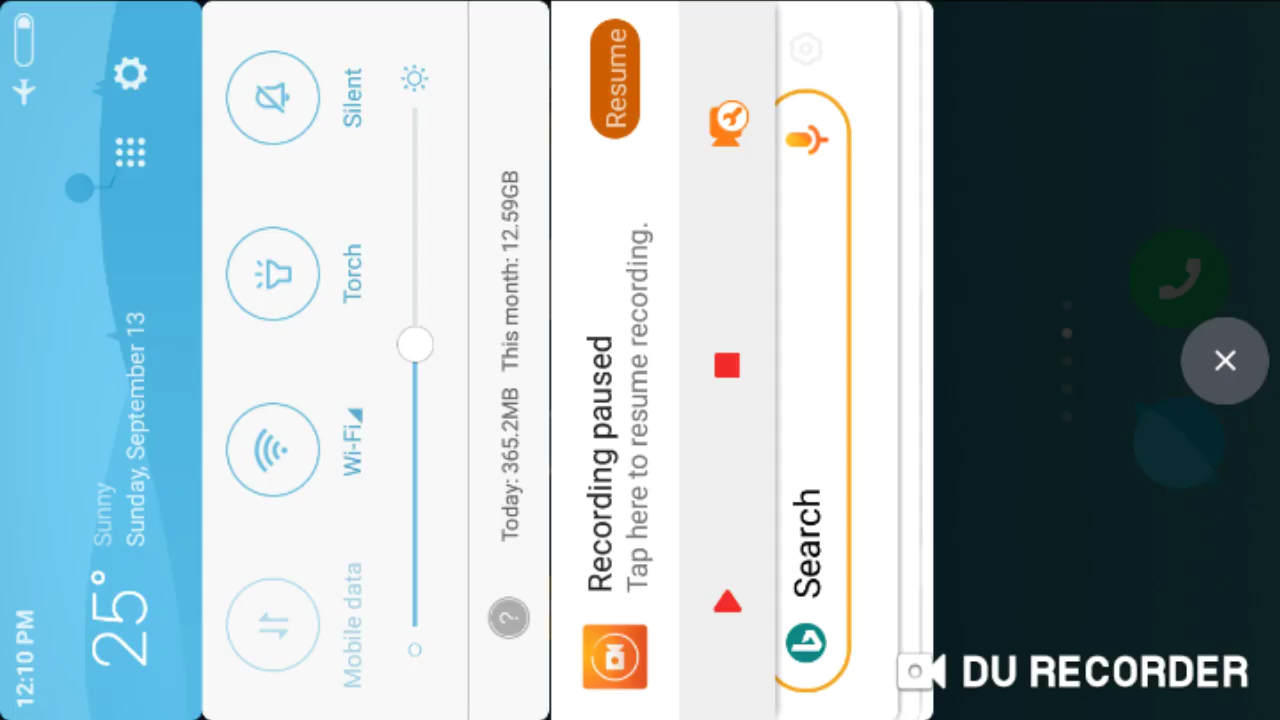 12:10 PM
25°
Sunny
Sunday, September 13
Mobile data
Wi-Fi
Torch
Silent
Today: 365.2MB This month: 12.59GB
Recording paused
Tap here to resume recording.
Resume
Search
DU RECORDER